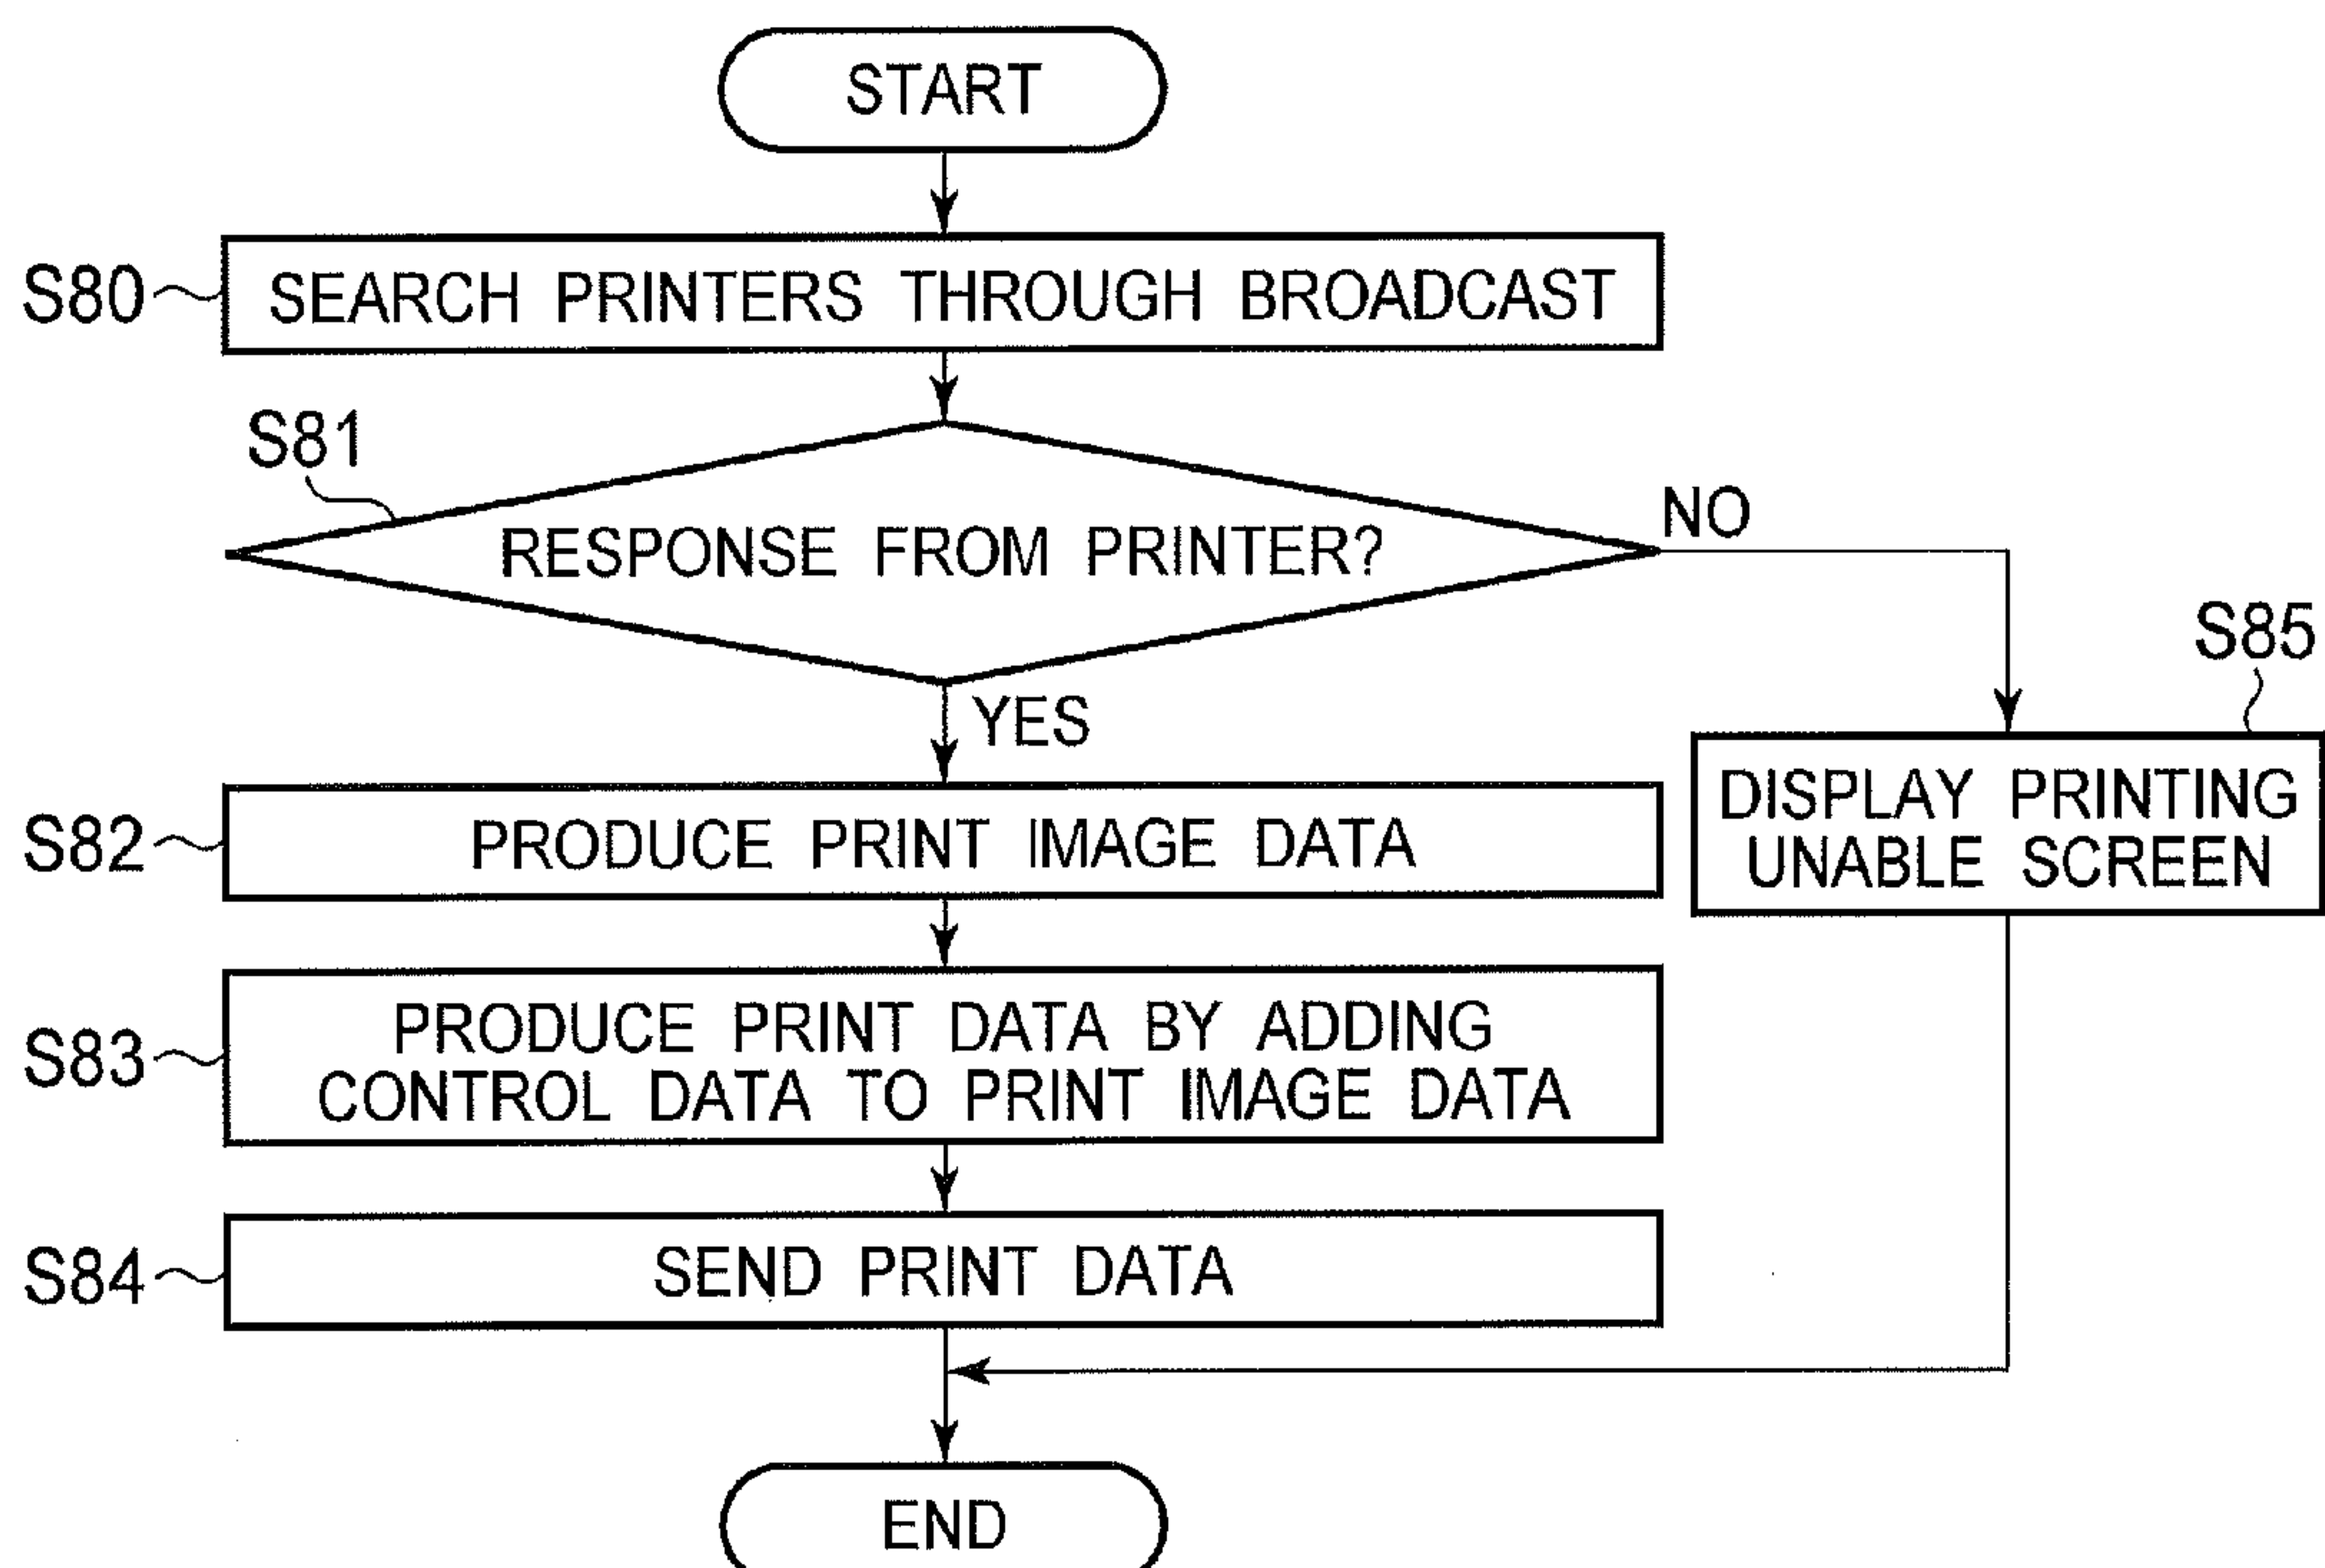 START
S80
SEARCH PRINTERS THROUGH BROADCAST
S81
RESPONSE FROM PRINTER?
NO
YES
S85
DISPLAY PRINTING
UNABLE SCREEN
S82
PRODUCE PRINT IMAGE DATA
S83
PRODUCE PRINT DATA BY ADDING
CONTROL DATA TO PRINT IMAGE DATA
S84
SEND PRINT DATA
END